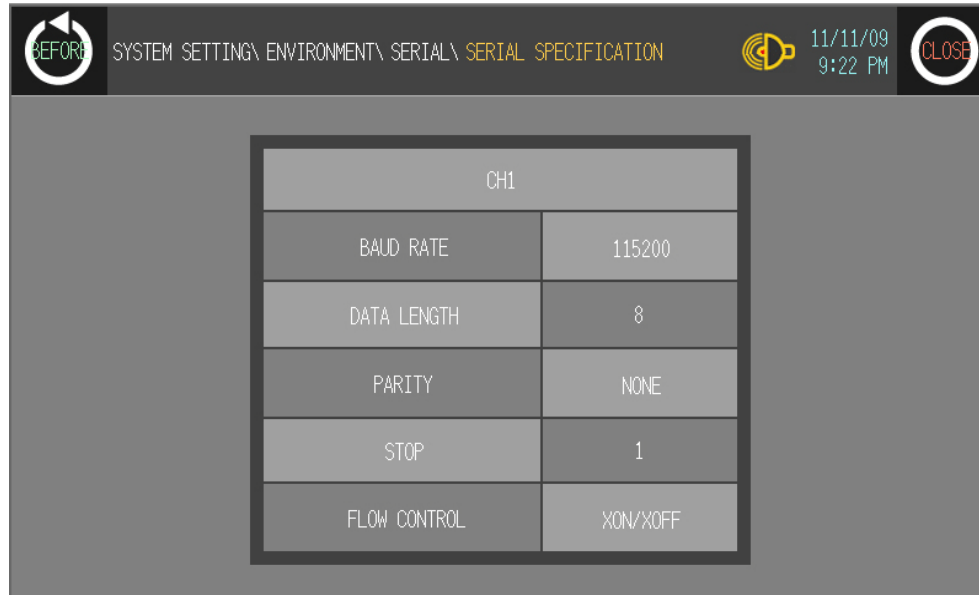 BEFORE SYSTEM SETTING\ ENVIRONMENT\ SERIAL\ SERIAL SPECIFICATION 11/11/09 CLOSE
9:22 PM
CH1
BAUD RATE 115200
DATA LENGTH 8
PARITY NONE
STOP 1
FLOW CONTROL XON/XOFF